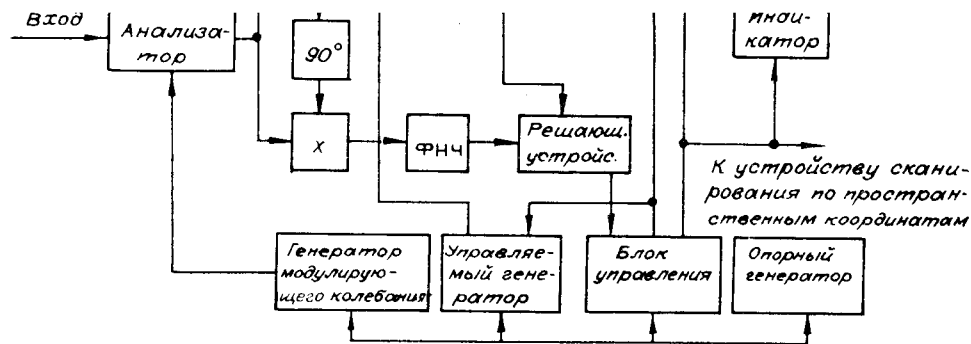 Вход
Анализа-
тор
90°
Инди-
катор
X
ФНЧ
Решающ.
устройс.
К устройству скани-
рования по простран-
ственным координатам
Генератор
модулирую-
щего колебания
Управляе-
мый гене-
ратор
Блок
управления
Опорный
генератор